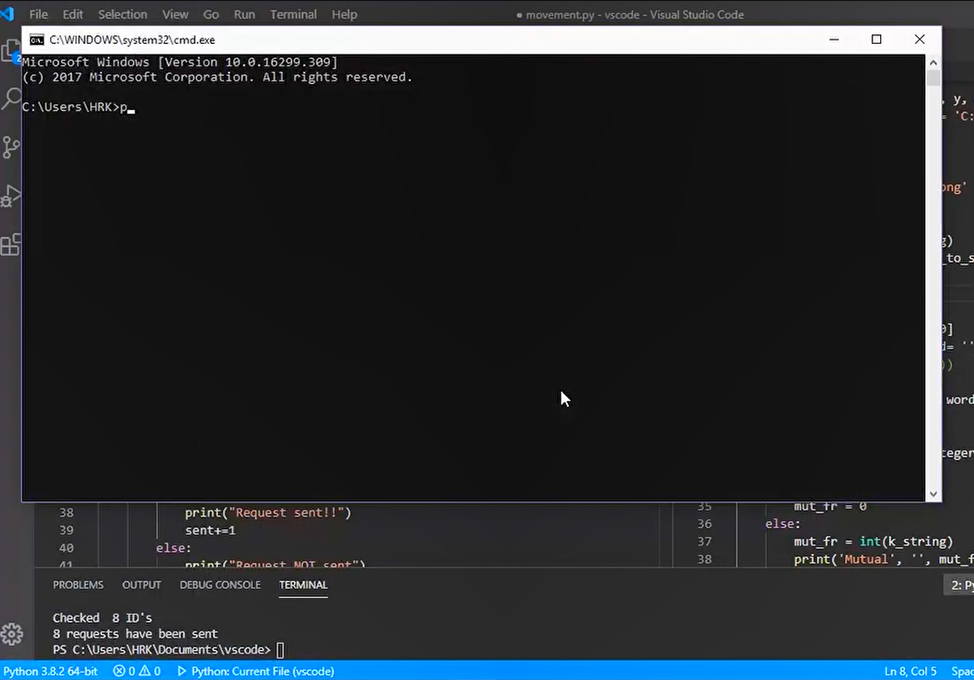 File Edit Selection View Go Run Terminal Help
● movement.py - vscode - Visual Studio Code
C:\WINDOWS\system32\cmd.exe
Microsoft Windows [Version 10.0.16299.309]
(c) 2017 Microsoft Corporation. All rights reserved.
C:\Users\HRK>p_
, y,
= 'C:
ong'
g)
_to_s
0]
d= ''
))
word
teger
38 print("Request sent!!")
39 sent+=1
40 else:
41 print("Request NOT sent")
35 mut_fr = 0
36 else:
37 mut_fr = int(k_string)
38 print('Mutual', '', mut_f
PROBLEMS OUTPUT DEBUG CONSOLE TERMINAL
2: Py
Checked 8 ID's
8 requests have been sent
PS C:\Users\HRK\Documents\vscode>
Python 3.8.2 64-bit 0 0 Python: Current File (vscode) Ln 8, Col 5 Spac